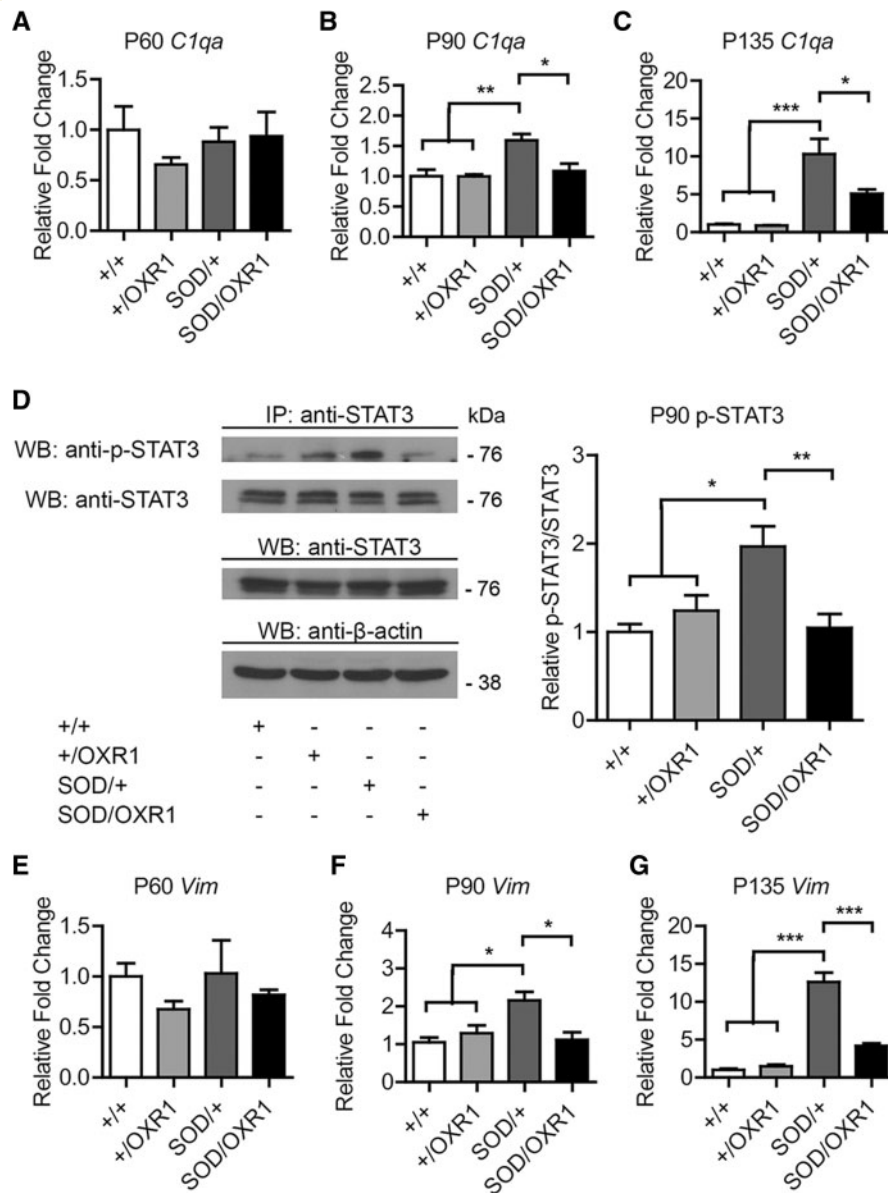 A
P60 C1qa
Relative Fold Change
1.5
1.0
0.5
0.0
+/+
+/OXR1
SOD/+
SOD/OXR1
B
P90 C1qa
Relative Fold Change
2.5
2.0
1.5
1.0
0.5
0.0
**
*
+/+
+/OXR1
SOD/+
SOD/OXR1
C
P135 C1qa
Relative Fold Change
20
15
10
5
0
***
*
+/+
+/OXR1
SOD/+
SOD/OXR1
D
IP: anti-STAT3 kDa
WB: anti-p-STAT3 - 76
WB: anti-STAT3 - 76
WB: anti-STAT3
- 76
WB: anti-β-actin
- 38
+/+ + - - -
+/OXR1 - + - -
SOD/+ - - + -
SOD/OXR1 - - - +
P90 p-STAT3
Relative p-STAT3/STAT3
3
2
1
0
*
**
+/+
+/OXR1
SOD/+
SOD/OXR1
E
P60 Vim
Relative Fold Change
1.5
1.0
0.5
0.0
+/+
+/OXR1
SOD/+
SOD/OXR1
F
P90 Vim
Relative Fold Change
4
3
2
1
0
*
*
+/+
+/OXR1
SOD/+
SOD/OXR1
G
P135 Vim
Relative Fold Change
20
15
10
5
0
***
***
+/+
+/OXR1
SOD/+
SOD/OXR1